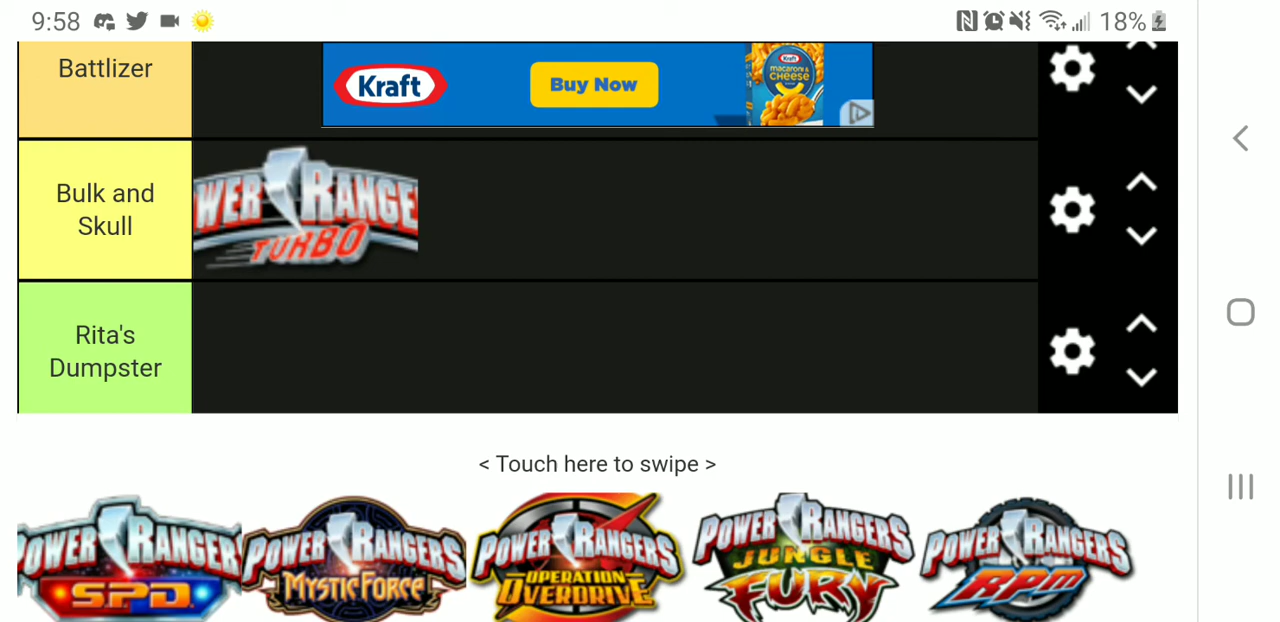 9:58
18%
Battlizer
Kraft
Buy Now
Kraft
macaroni &
CHEESE
Bulk and
Skull
WER RANGE
TURBO
Rita's
Dumpster
< Touch here to swipe >
OWER RANGER
S.P.D.
POWER RANGERS
MYSTIC FORCE
POWER RANGERS
OPERATION
OVERDRIVE
POWER RANGERS
JUNGLE
FURY
POWER RANGERS
RPM